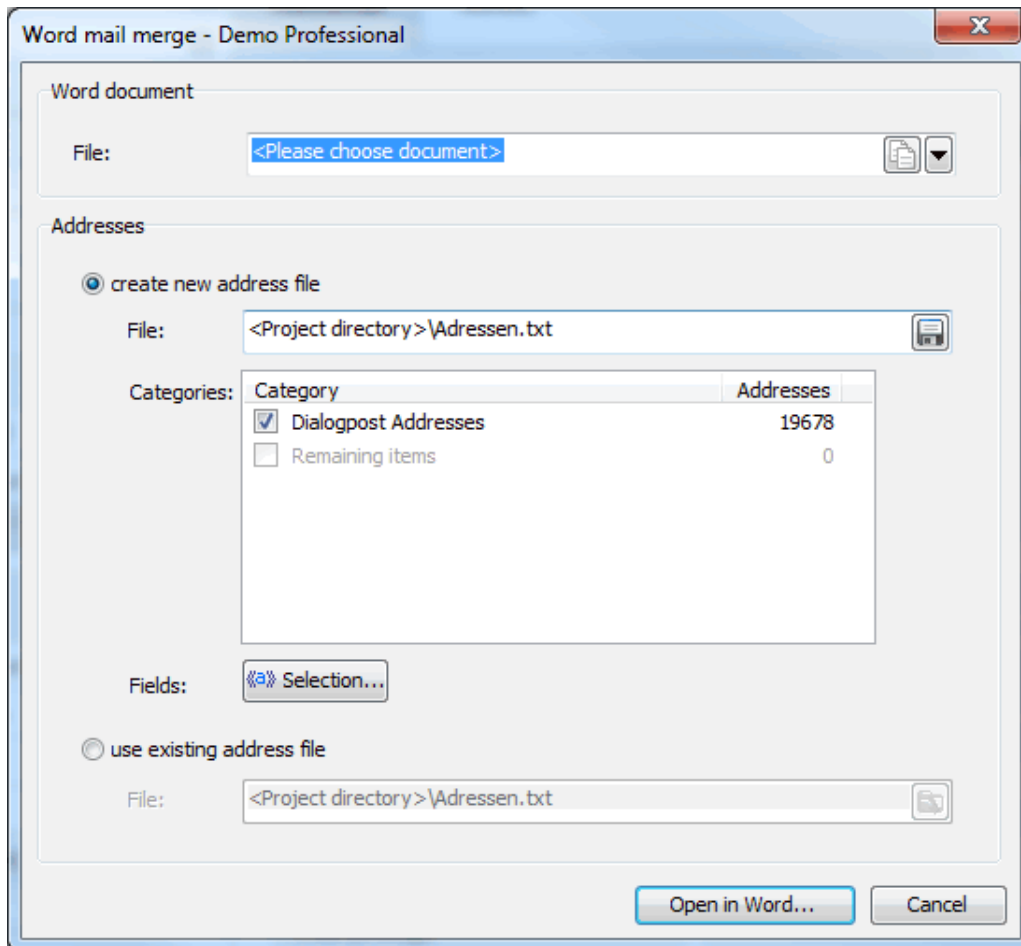 Word mail merge - Demo Professional
Word document
File: <Please choose document>
Addresses
create new address file
File: <Project directory>\Adressen.txt
Categories: Category Addresses
Dialogpost Addresses 19678
Remaining items 0
Fields: «a» Selection...
use existing address file
File: <Project directory>\Adressen.txt
Open in Word... Cancel